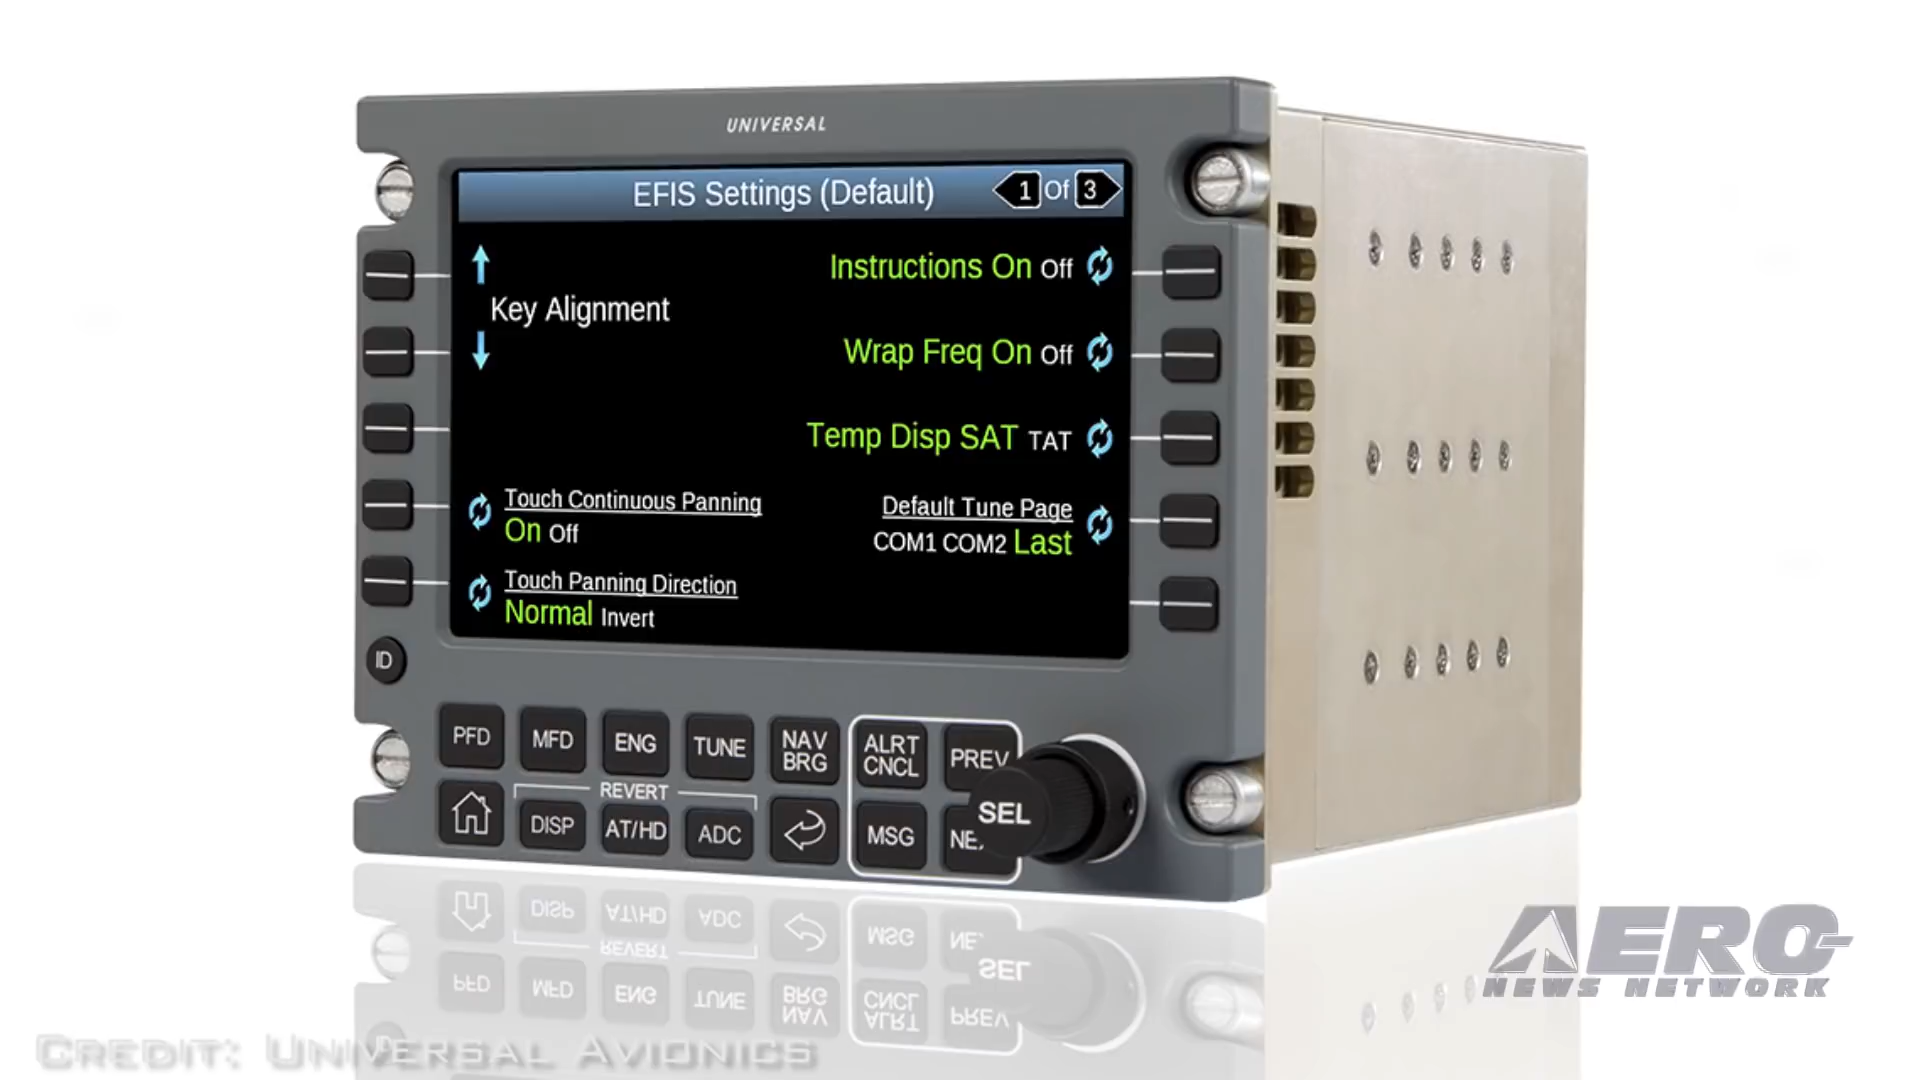 UNIVERSAL
EFIS Settings (Default) 1 Of 3
Instructions On Off
Key Alignment
Wrap Freq On Off
Temp Disp SAT TAT
Touch Continuous Panning
On Off
Default Tune Page
COM1 COM2 Last
Touch Panning Direction
Normal Invert
ID
PFD MFD ENG TUNE NAV BRG ALRT CNCL PREV
REVERT
DISP AT/HD ADC MSG SEL
AERO-
NEWS NETWORK
CREDIT: UNIVERSAL AVIONICS